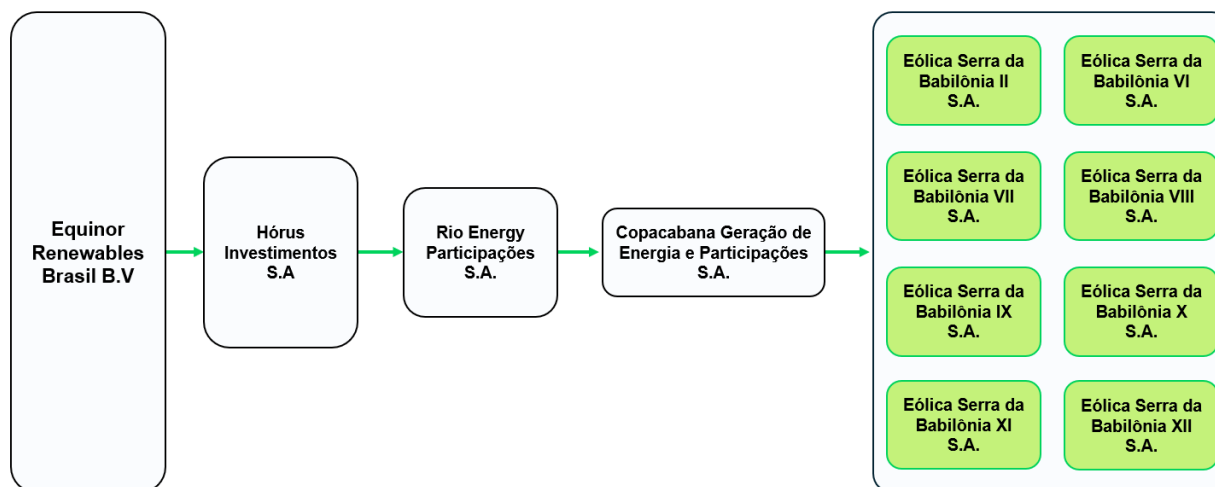 Equinor
Renewables
Brasil B.V
Hórus
Investimentos
S.A
Rio Energy
Participações
S.A.
Copacabana Geração de
Energia e Participações
S.A.
Eólica Serra da
Babilônia II
S.A.
Eólica Serra da
Babilônia VI
S.A.
Eólica Serra da
Babilônia VII
S.A.
Eólica Serra da
Babilônia VIII
S.A.
Eólica Serra da
Babilônia IX
S.A.
Eólica Serra da
Babilônia X
S.A.
Eólica Serra da
Babilônia XI
S.A.
Eólica Serra da
Babilônia XII
S.A.